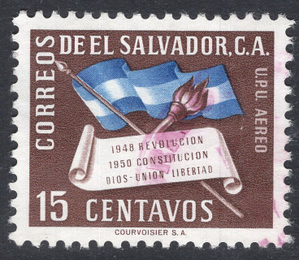 CORREOS
DE EL SALVADOR, C.A.
U.P.U. AEREO
1948 REVOLUCION
1950 CONSTITUCION
DIOS-UNION-LIBERTAD
15 CENTAVOS
COURVOISIER S.A.